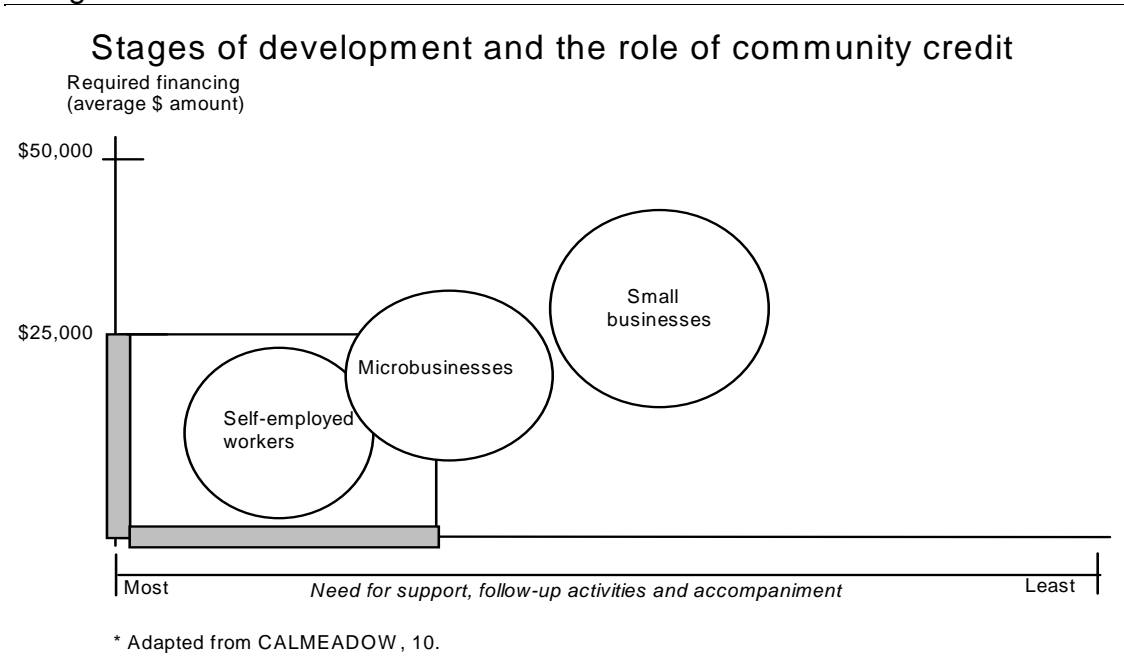 Stages of development and the role of community credit
Required financing
(average $ amount)
$50,000
Small
businesses
$25,000
Microbusinesses
Self-employed
workers
Most
Need for support, follow-up activities and accompaniment
Least
* Adapted from CALMEADOW, 10.